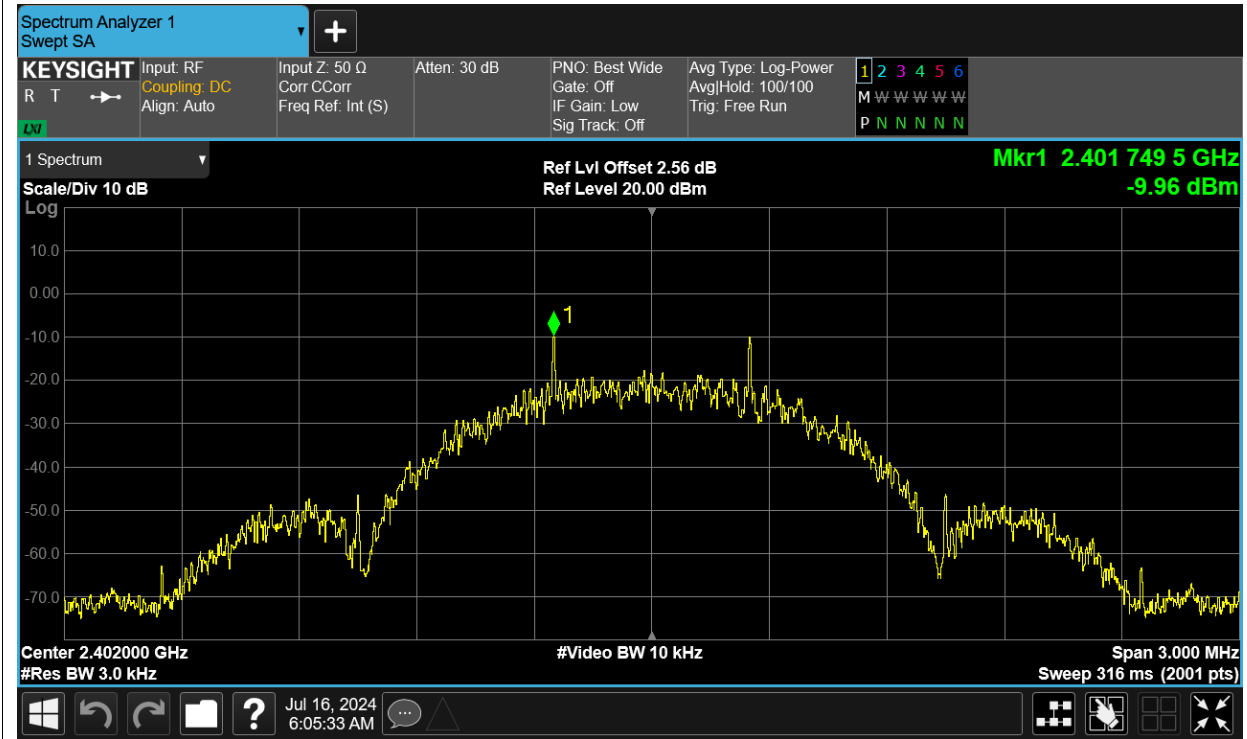 Spectrum Analyzer 1
Swept SA
KEYSIGHT
R T
LXI
Input: RF
Coupling: DC
Align: Auto
Input Z: 50 Ω
Corr CCorr
Freq Ref: Int (S)
Atten: 30 dB
PNO: Best Wide
Gate: Off
IF Gain: Low
Sig Track: Off
Avg Type: Log-Power
Avg|Hold: 100/100
Trig: Free Run
1 2 3 4 5 6
M W W W W W
P N N N N N N
1 Spectrum
Scale/Div 10 dB
Ref Lvl Offset 2.56 dB
Ref Level 20.00 dBm
Mkr1 2.401 749 5 GHz
-9.96 dBm
Log
10.0
0.00
-10.0
-20.0
-30.0
-40.0
-50.0
-60.0
-70.0
1
Center 2.402000 GHz
#Video BW 10 kHz
Span 3.000 MHz
#Res BW 3.0 kHz
Sweep 316 ms (2001 pts)
?
Jul 16, 2024
6:05:33 AM